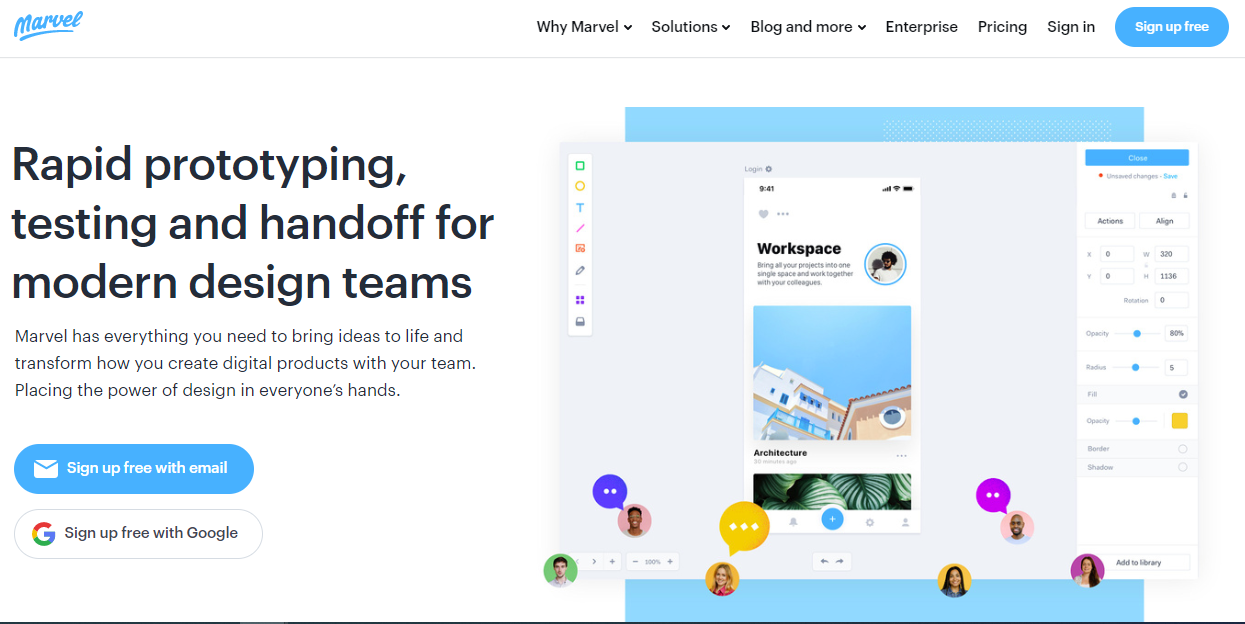 Marvel
Why Marvel
Solutions
Blog and more
Enterprise
Pricing
Sign in
Sign up free
Rapid prototyping,
testing and handoff for
modern design teams
Marvel has everything you need to bring ideas to life and
transform how you create digital products with your team.
Placing the power of design in everyone's hands.
Sign up free with email
Sign up free with Google
T
Login
9:41
Workspace
Bring all your projects into one
single space and work together
with your colleagues.
Architecture
30 minutes ago
100%
Close
Unsaved changes - Save
Actions
Align
X 0 W 320
Y 0 H 1136
Rotation 0
Opacity 80%
Radius 5
Fill
Opacity
Border
Shadow
Add to library